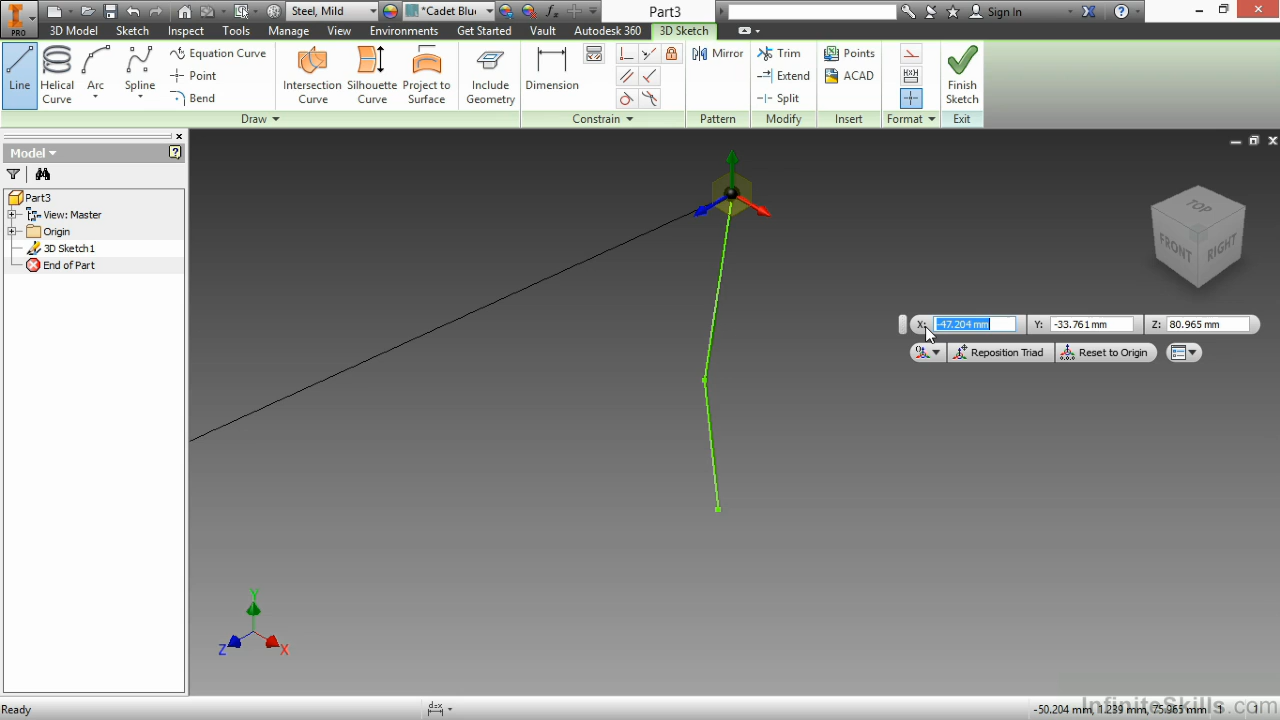 PRO
Steel, Mild
*Cadet Blue
Part3
Sign In
3D Model Sketch Inspect Tools Manage View Environments Get Started Vault Autodesk 360 3D Sketch
Line
Helical Curve
Arc
Spline
Equation Curve
Point
Bend
Intersection Curve
Silhouette Curve
Project to Surface
Include Geometry
Dimension
Mirror
Trim
Extend
Split
Points
ACAD
Finish Sketch
Draw Constrain Pattern Modify Insert Format Exit
Model
Part3
View: Master
Origin
3D Sketch1
End of Part
TOP
FRONT
RIGHT
X: -47.204 mm Y: -33.761 mm Z: 80.965 mm
Reposition Triad Reset to Origin
Y
Z
X
Ready
-50.204 mm, 1.239 mm, 75.965 mm 1 1
InfiniteSkills.com